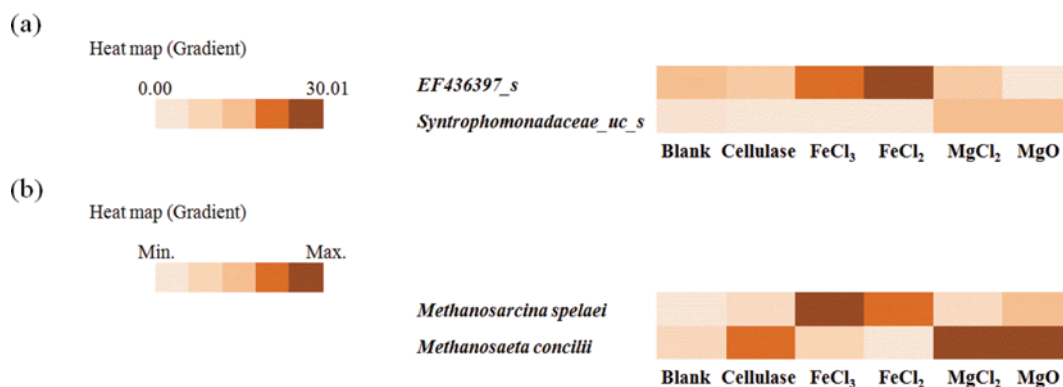 (a)
Heat map (Gradient)
0.00 30.01
EF436397_s
Syntrophomonadaceae_uc_s
Blank Cellulase FeCl₃ FeCl₂ MgCl₂ MgO
(b)
Heat map (Gradient)
Min. Max.
Methanosarcina spelaei
Methanosaeta concilii
Blank Cellulase FeCl₃ FeCl₂ MgCl₂ MgO